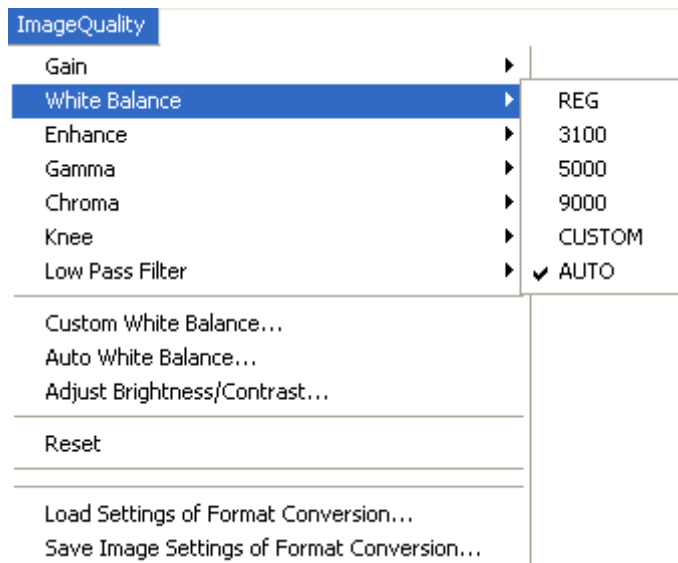 ImageQuality
Gain
White Balance
Enhance
Gamma
Chroma
Knee
Low Pass Filter
REG
3100
5000
9000
CUSTOM
AUTO
Custom White Balance...
Auto White Balance...
Adjust Brightness/Contrast...
Reset
Load Settings of Format Conversion...
Save Image Settings of Format Conversion...